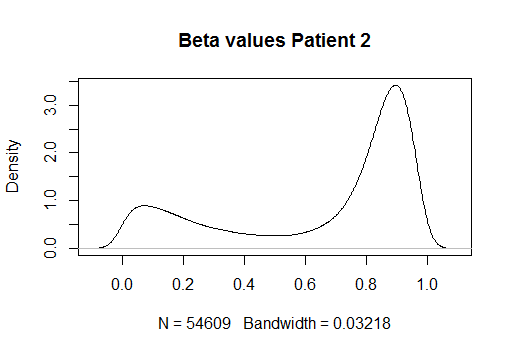 Beta values Patient 2
Density
3.0
2.0
1.0
0.0
0.0 0.2 0.4 0.6 0.8 1.0
N = 54609 Bandwidth = 0.03218